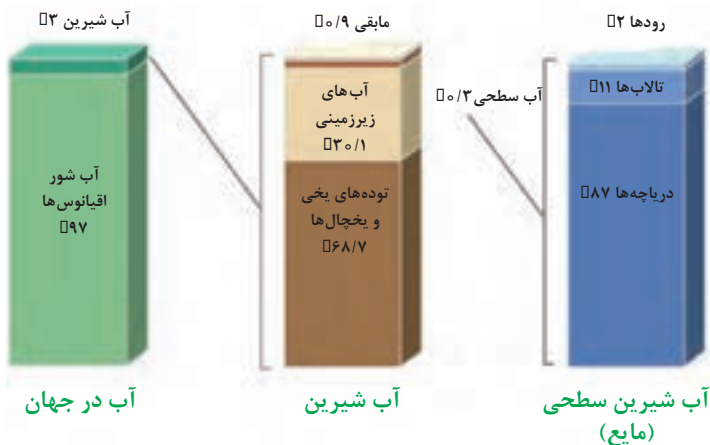 رودها ۲٪
تالاب‌ها ۱۱٪
دریاچه‌ها ۸۷٪
آب شیرین سطحی
(مایع)
آب سطحی ۰/۳٪
مابقی ۰/۹٪
آب‌های
زیرزمینی
۳۰/۱٪
توده‌های یخی
و یخچال‌ها
۶۸/۷٪
آب شیرین
آب شیرین ۳٪
آب شور
اقیانوس‌ها
۹۷٪
آب در جهان